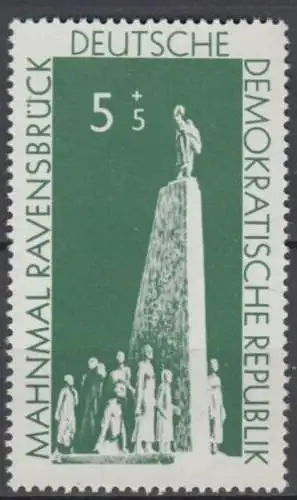 MAHNMAL RAVENSBRÜCK
DEUTSCHE
DEMOKRATISCHE REPUBLIK
5 + 5